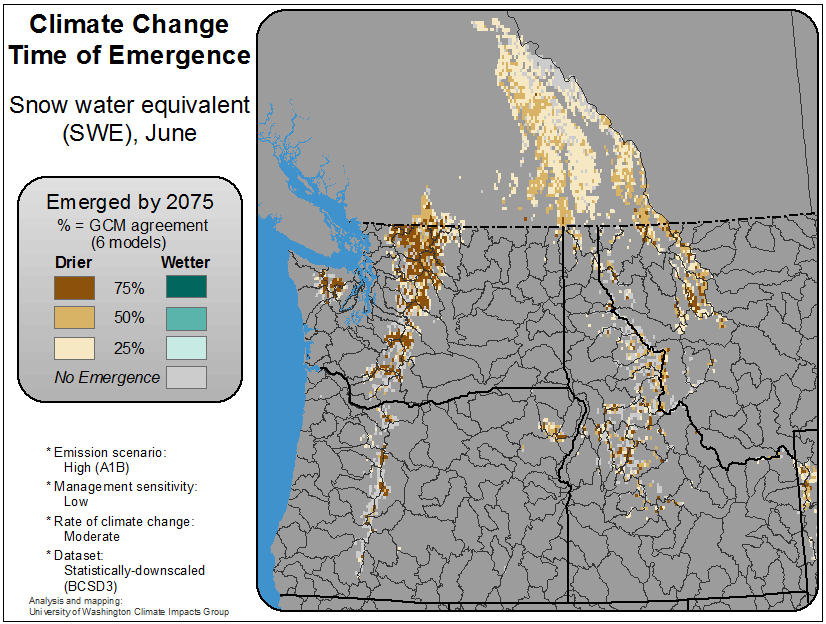 Climate Change
Time of Emergence
Snow water equivalent
(SWE), June
Emerged by 2075
% = GCM agreement
(6 models)
Drier Wetter
75%
50%
25%
No Emergence
* Emission scenario:
High (A1B)
* Management sensitivity:
Low
* Rate of climate change:
Moderate
* Dataset:
Statistically-downscaled
(BCSD3)
Analysis and mapping:
University of Washington Climate Impacts Group